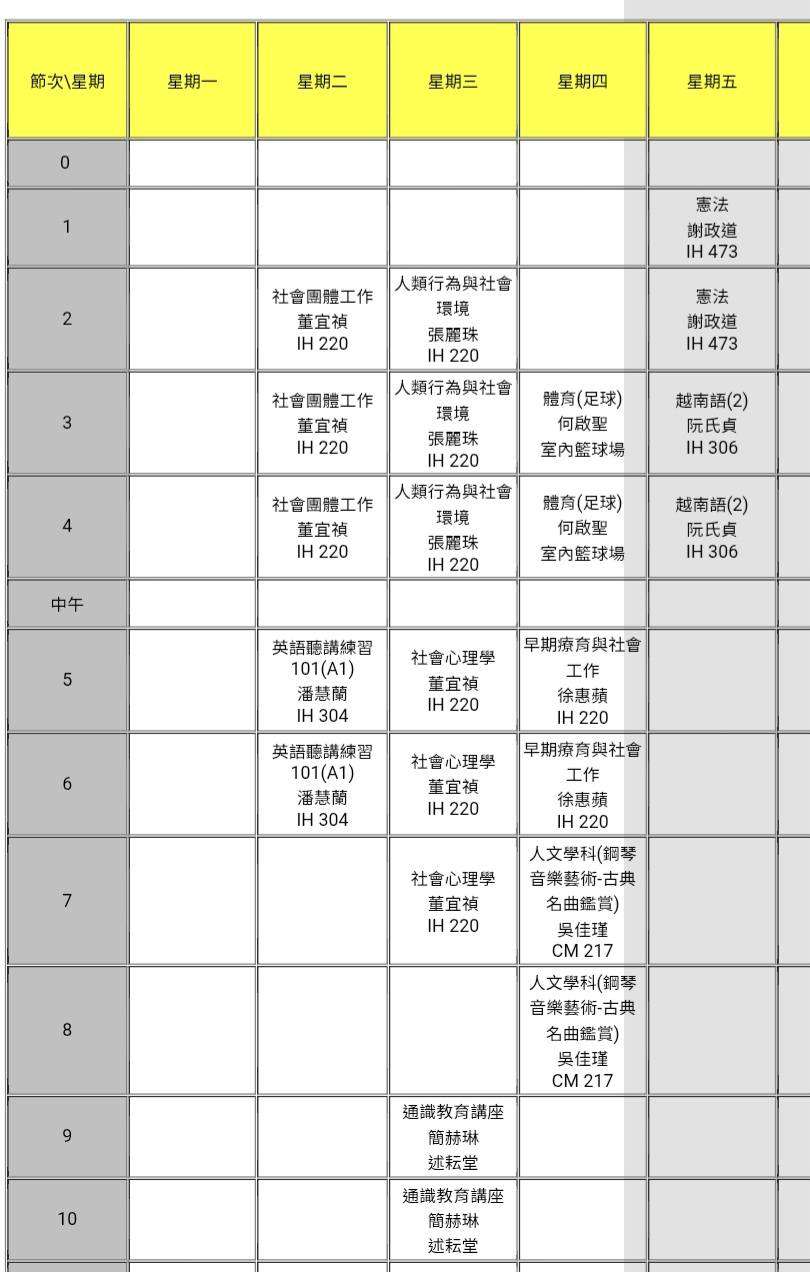 節次\星期 星期一 星期二 星期三 星期四 星期五
0
1
憲法
謝政道
IH 473
2
社會團體工作
董宜禎
IH 220
人類行為與社會
環境
張麗珠
IH 220
憲法
謝政道
IH 473
3
社會團體工作
董宜禎
IH 220
人類行為與社會
環境
張麗珠
IH 220
體育(足球)
何啟聖
室內籃球場
越南語(2)
阮氏貞
IH 306
4
社會團體工作
董宜禎
IH 220
人類行為與社會
環境
張麗珠
IH 220
體育(足球)
何啟聖
室內籃球場
越南語(2)
阮氏貞
IH 306
中午
5
英語聽講練習
101(A1)
潘慧蘭
IH 304
社會心理學
董宜禎
IH 220
早期療育與社會
工作
徐惠蘋
IH 220
6
英語聽講練習
101(A1)
潘慧蘭
IH 304
社會心理學
董宜禎
IH 220
早期療育與社會
工作
徐惠蘋
IH 220
7
社會心理學
董宜禎
IH 220
人文學科(鋼琴
音樂藝術-古典
名曲鑑賞)
吳佳瑾
CM 217
8
人文學科(鋼琴
音樂藝術-古典
名曲鑑賞)
吳佳瑾
CM 217
9
通識教育講座
簡赫琳
述耘堂
10
通識教育講座
簡赫琳
述耘堂